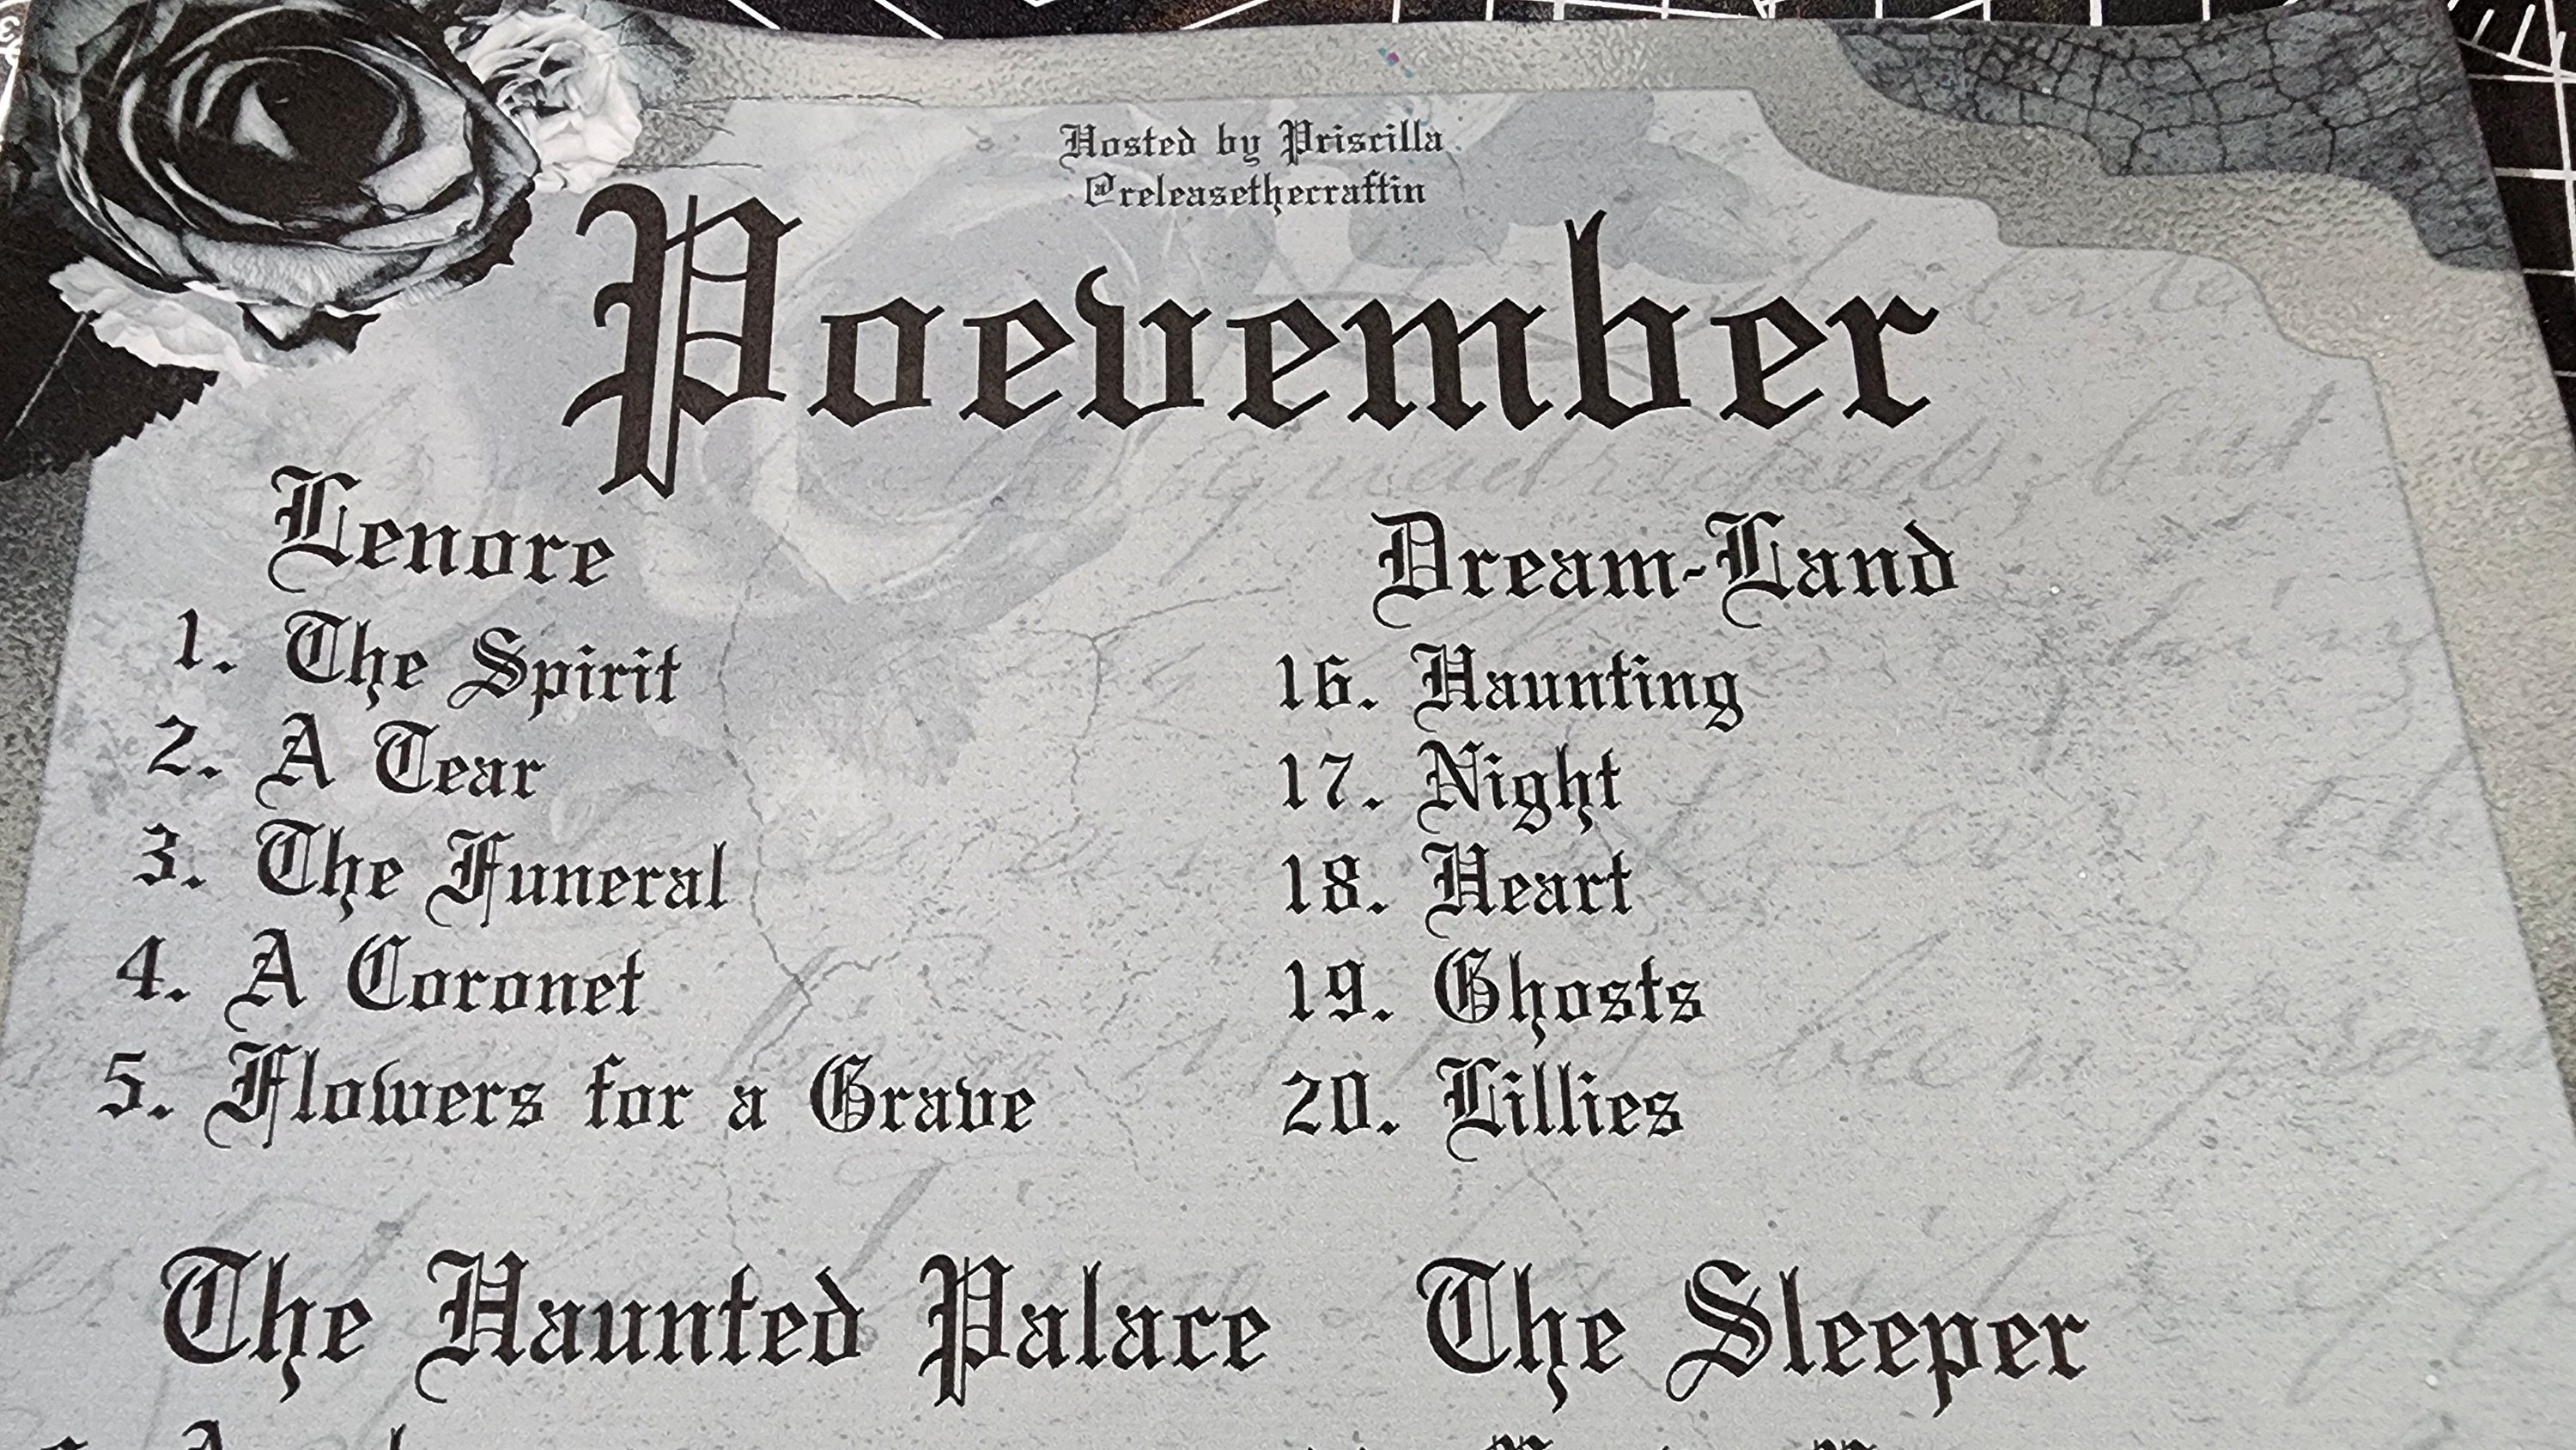 Hosted by Priscilla
@releasethecraftin
Poevember
Lenore
1. The Spirit
2. A Tear
3. The Funeral
4. A Coronet
5. Flowers for a Grave
Dream-Land
16. Haunting
17. Night
18. Heart
19. Ghosts
20. Lillies
The Haunted Palace
The Sleeper